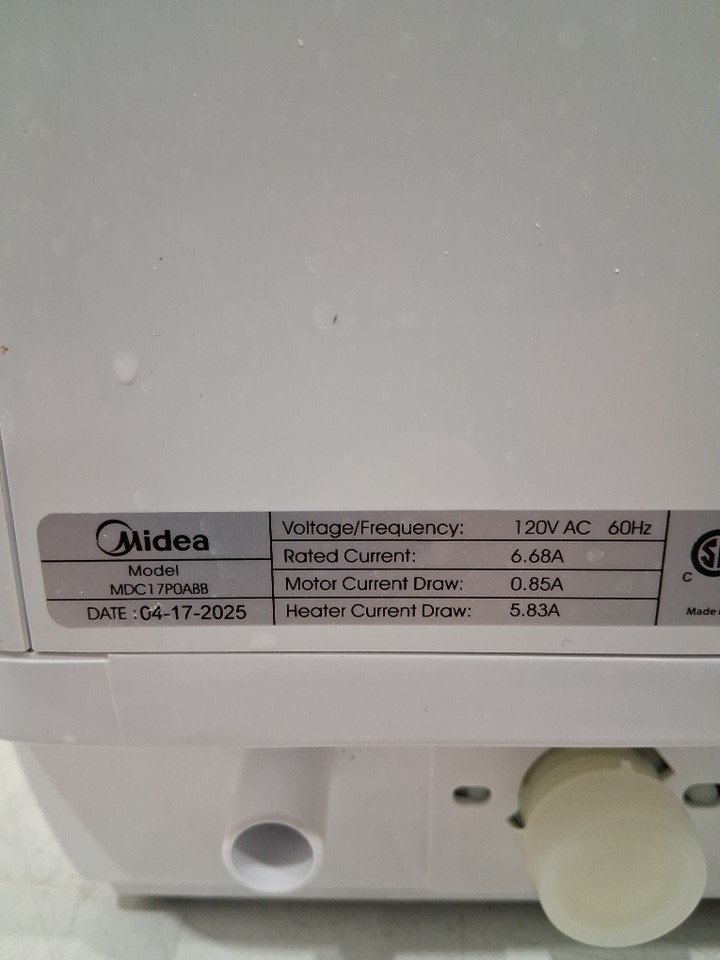 Midea
Model
MDC17P0ABB
DATE : 04-17-2025
Voltage/Frequency: 120V AC 60Hz
Rated Current: 6.68A
Motor Current Draw: 0.85A
Heater Current Draw: 5.83A
C
Made